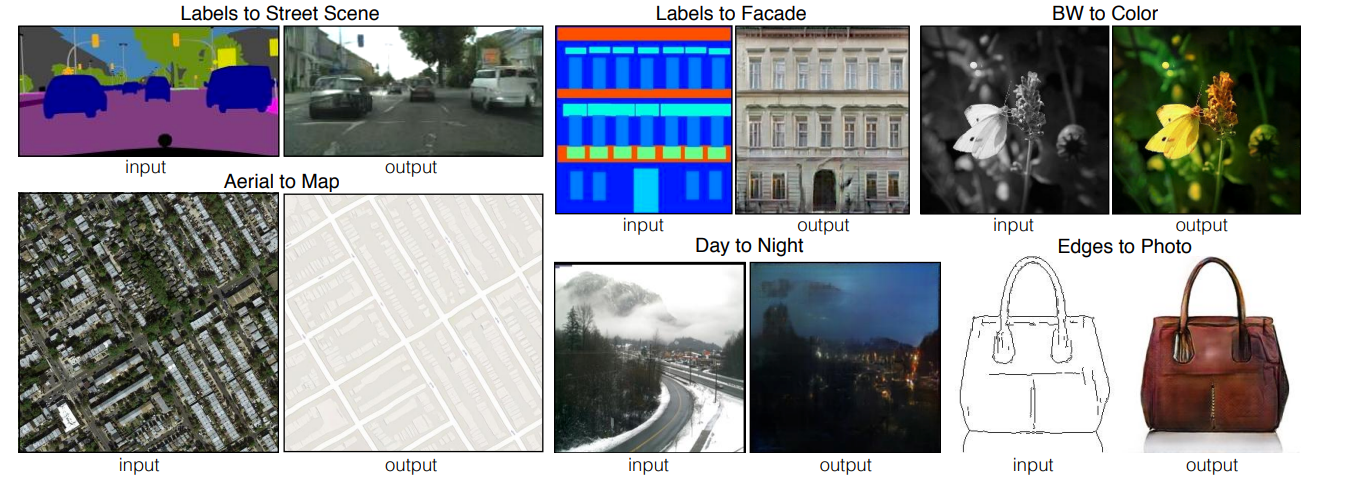 Labels to Street Scene
input
output
Aerial to Map
input
output
Labels to Facade
input
output
BW to Color
input
output
Day to Night
input
output
Edges to Photo
input
output